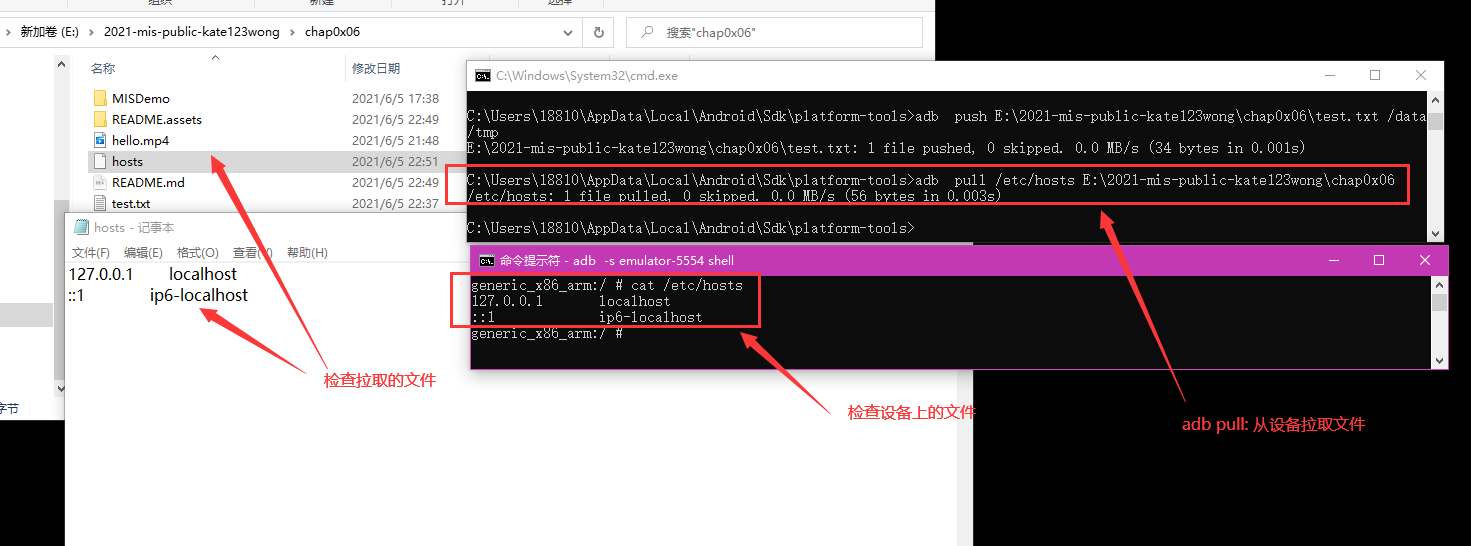 组织 新建 打开 选择
新加卷 (E:) › 2021-mis-public-kate123wong › chap0x06
搜索"chap0x06"
名称 修改日期
MISDemo 2021/6/5 17:38
README.assets 2021/6/5 22:49
hello.mp4 2021/6/5 21:48
hosts 2021/6/5 22:51
README.md 2021/6/5 22:49
test.txt 2021/6/5 22:37
字节
C:\Windows\System32\cmd.exe
C:\Users\18810\AppData\Local\Android\Sdk\platform-tools>adb  push E:\2021-mis-public-kate123wong\chap0x06\test.txt /data
/tmp
E:\2021-mis-public-kate123wong\chap0x06\test.txt: 1 file pushed, 0 skipped. 0.0 MB/s (34 bytes in 0.001s)
C:\Users\18810\AppData\Local\Android\Sdk\platform-tools>adb  pull /etc/hosts E:\2021-mis-public-kate123wong\chap0x06
/etc/hosts: 1 file pulled, 0 skipped. 0.0 MB/s (56 bytes in 0.003s)
C:\Users\18810\AppData\Local\Android\Sdk\platform-tools>
hosts - 记事本
文件(F) 编辑(E) 格式(O) 查看 帮助(H)
127.0.0.1 localhost
::1 ip6-localhost
命令提示符 - adb  -s emulator-5554 shell
generic_x86_arm:/ # cat /etc/hosts
127.0.0.1 localhost
::1 ip6-localhost
generic_x86_arm:/ #
检查拉取的文件
检查设备上的文件
adb pull: 从设备拉取文件